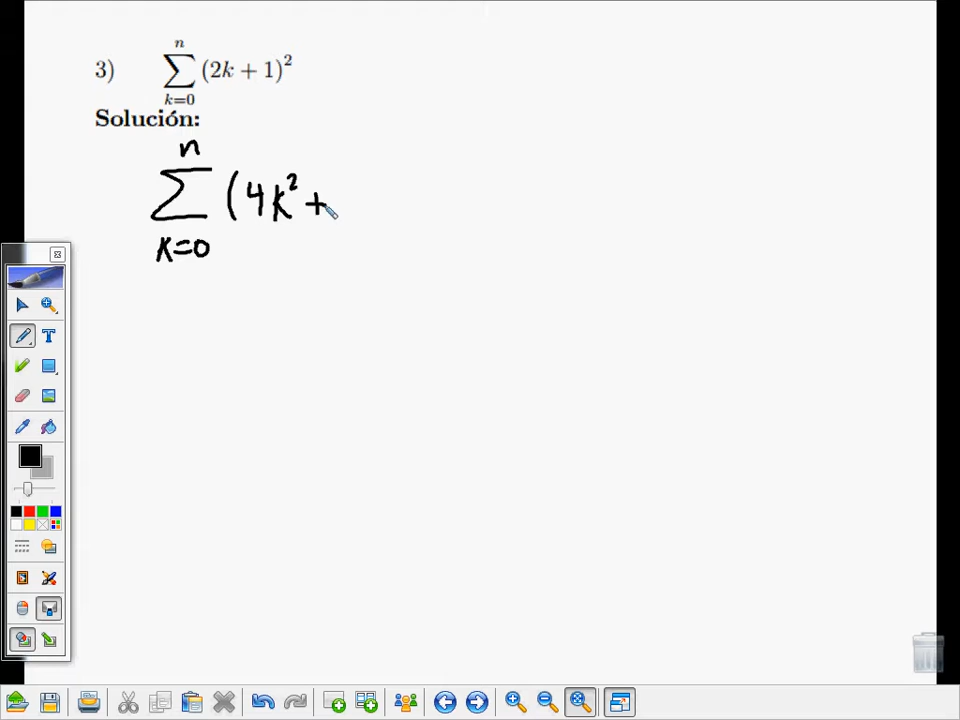 3) $\sum_{k=0}^{n} (2k + 1)^2$
Solución:
$\sum_{K=0}^{n} (4K^2 +$